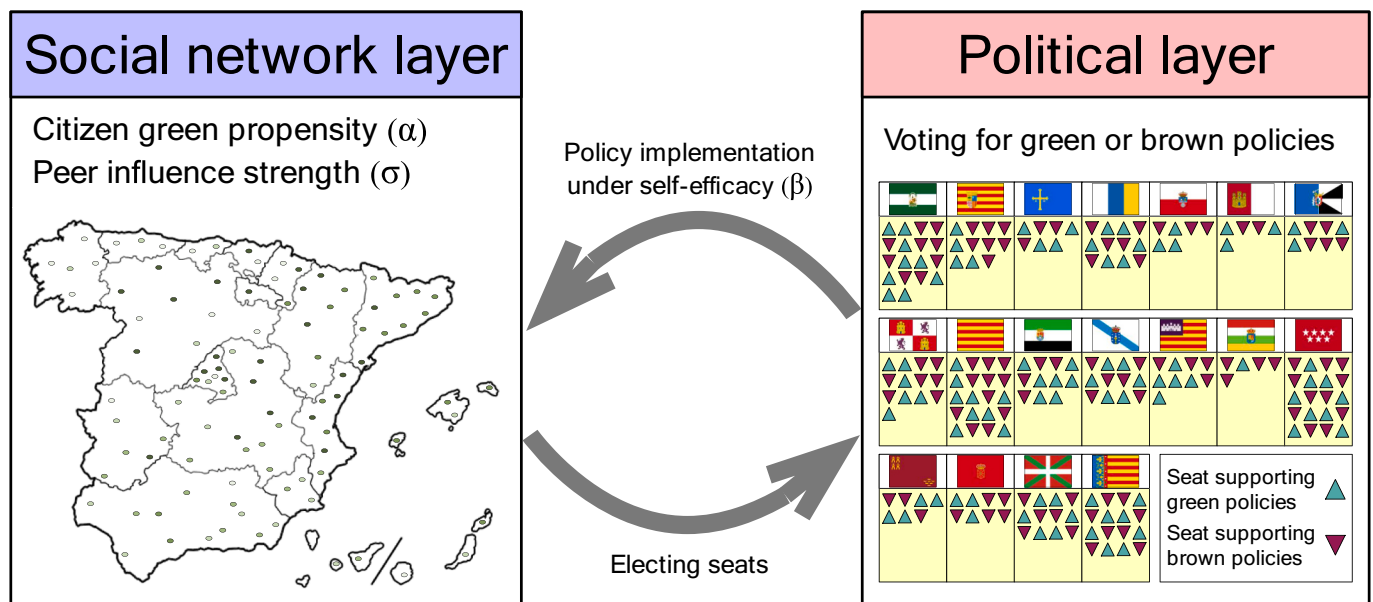 Social network layer
Citizen green propensity (α)
Peer influence strength (σ)
Policy implementation
under self-efficacy (β)
Electing seats
Political layer
Voting for green or brown policies
Seat supporting
green policies
Seat supporting
brown policies